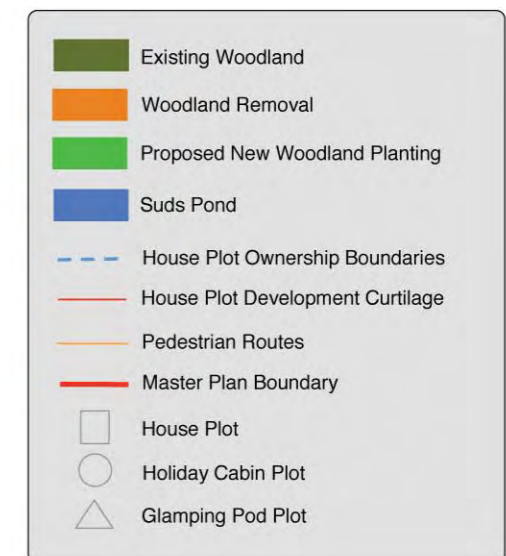 Existing Woodland
Woodland Removal
Proposed New Woodland Planting
Suds Pond
House Plot Ownership Boundaries
House Plot Development Curtilage
Pedestrian Routes
Master Plan Boundary
House Plot
Holiday Cabin Plot
Glamping Pod Plot